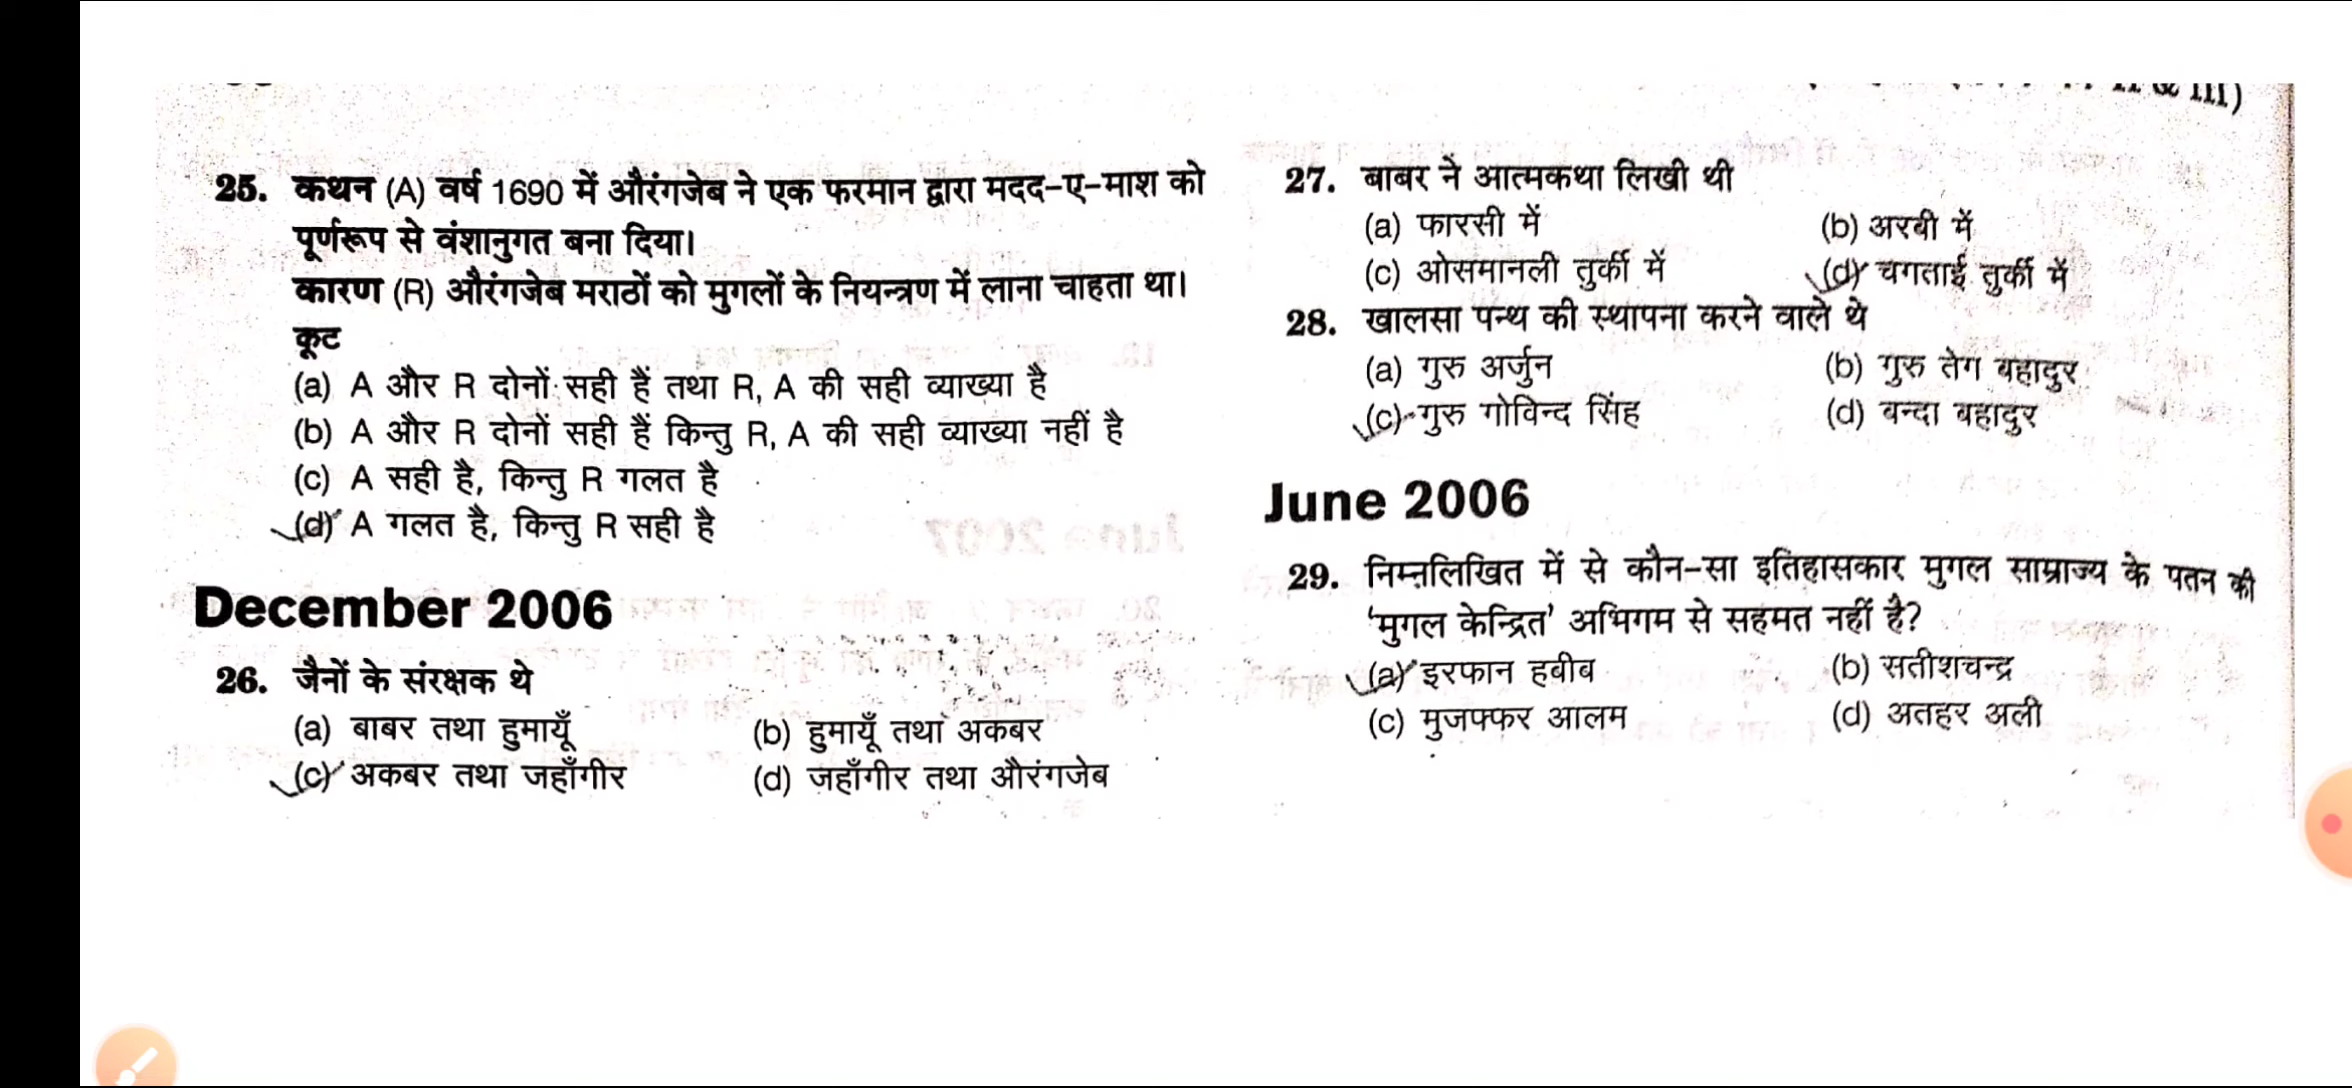 II & III)
25. कथन (A) वर्ष 1690 में औरंगजेब ने एक फरमान द्वारा मदद-ए-माश को
पूर्णरूप से वंशानुगत बना दिया।
कारण (R) औरंगजेब मराठों को मुगलों के नियन्त्रण में लाना चाहता था।
कूट
(a) A और R दोनों सही हैं तथा R, A की सही व्याख्या है
(b) A और R दोनों सही हैं किन्तु R, A की सही व्याख्या नहीं है
(c) A सही है, किन्तु R गलत है
(d) A गलत है, किन्तु R सही है
December 2006
26. जैनों के संरक्षक थे
(a) बाबर तथा हुमायूँ (b) हुमायूँ तथा अकबर
(c) अकबर तथा जहाँगीर (d) जहाँगीर तथा औरंगजेब
27. बाबर ने आत्मकथा लिखी थी
(a) फारसी में (b) अरबी में
(c) ओसमानली तुर्की में (d) चगताई तुर्की में
28. खालसा पन्थ की स्थापना करने वाले थे
(a) गुरु अर्जुन (b) गुरु तेग बहादुर
(c) गुरु गोविन्द सिंह (d) बन्दा बहादुर
June 2006
29. निम्नलिखित में से कौन-सा इतिहासकार मुगल साम्राज्य के पतन की
'मुगल केन्द्रित' अभिगम से सहमत नहीं है?
(a) इरफान हबीब (b) सतीशचन्द्र
(c) मुजफ्फर आलम (d) अतहर अली